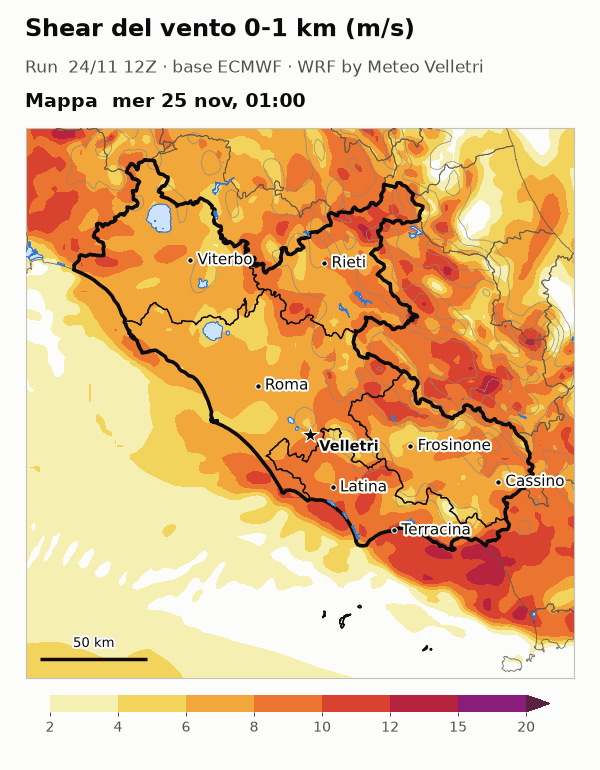 Shear del vento 0-1 km (m/s)
Run  24/11 12Z · base ECMWF · WRF by Meteo Velletri
Mappa  mer 25 nov, 01:00
Viterbo
Rieti
Roma
Velletri
Frosinone
Latina
Cassino
Terracina
50 km
2 4 6 8 10 12 15 20